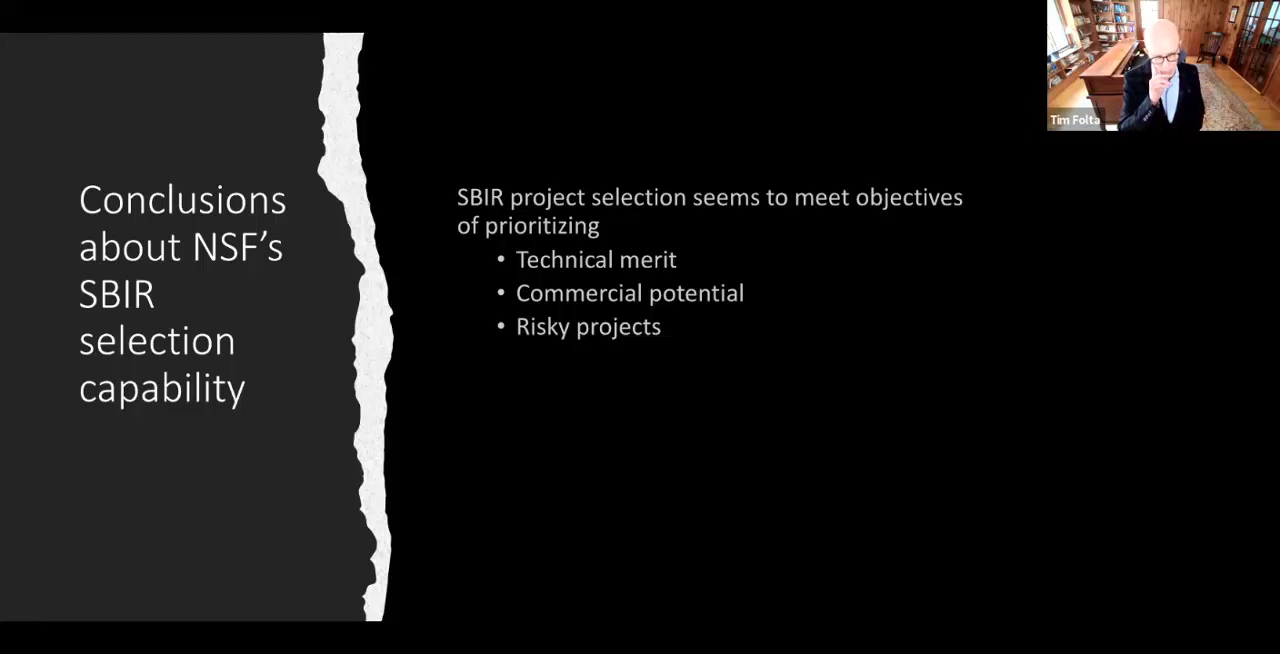 Conclusions
about NSF's
SBIR
selection
capability
SBIR project selection seems to meet objectives
of prioritizing
• Technical merit
• Commercial potential
• Risky projects
Tim Folta